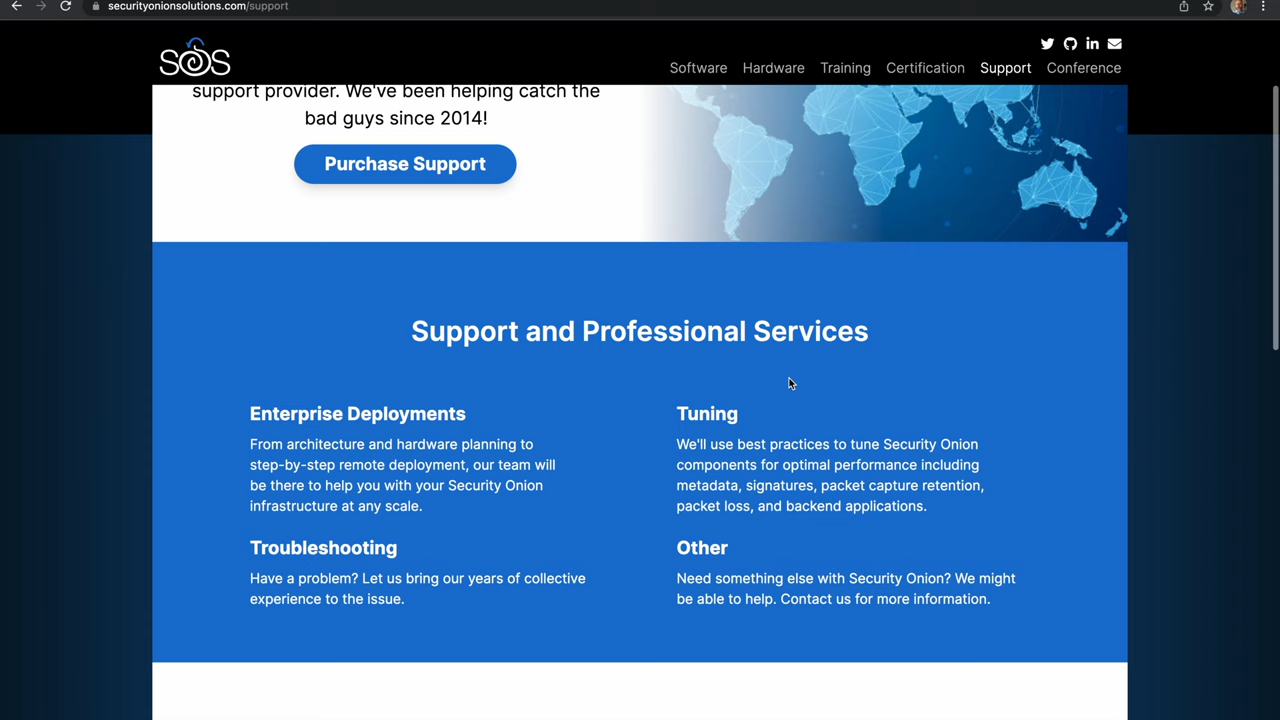 securityonionsolutions.com/support
SOS
Software Hardware Training Certification Support Conference
support provider. We've been helping catch the
bad guys since 2014!
Purchase Support
Support and Professional Services
Enterprise Deployments
From architecture and hardware planning to
step-by-step remote deployment, our team will
be there to help you with your Security Onion
infrastructure at any scale.
Tuning
We'll use best practices to tune Security Onion
components for optimal performance including
metadata, signatures, packet capture retention,
packet loss, and backend applications.
Troubleshooting
Have a problem? Let us bring our years of collective
experience to the issue.
Other
Need something else with Security Onion? We might
be able to help. Contact us for more information.